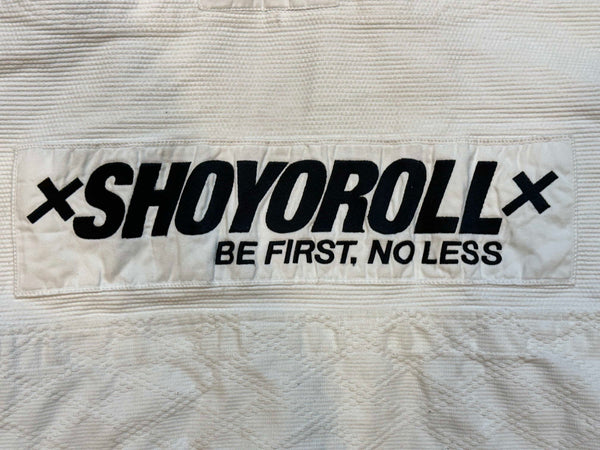 ×SHOYOROLL×
BE FIRST, NO LESS